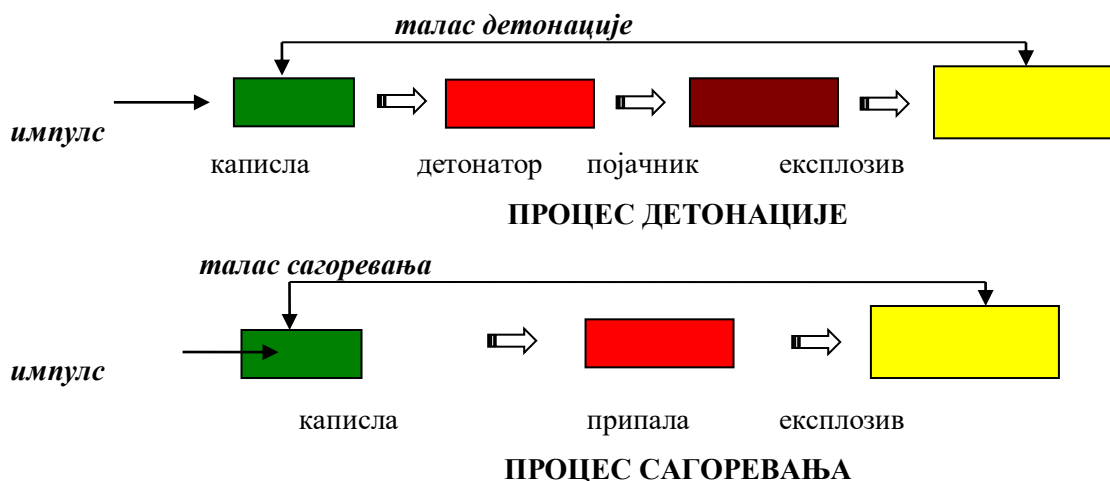 талас детонације
импулс
каписла детонатор појачник експлозив
ПРОЦЕС ДЕТОНАЦИЈЕ
талас сагоревања
импулс
каписла припала експлозив
ПРОЦЕС САГОРЕВАЊА